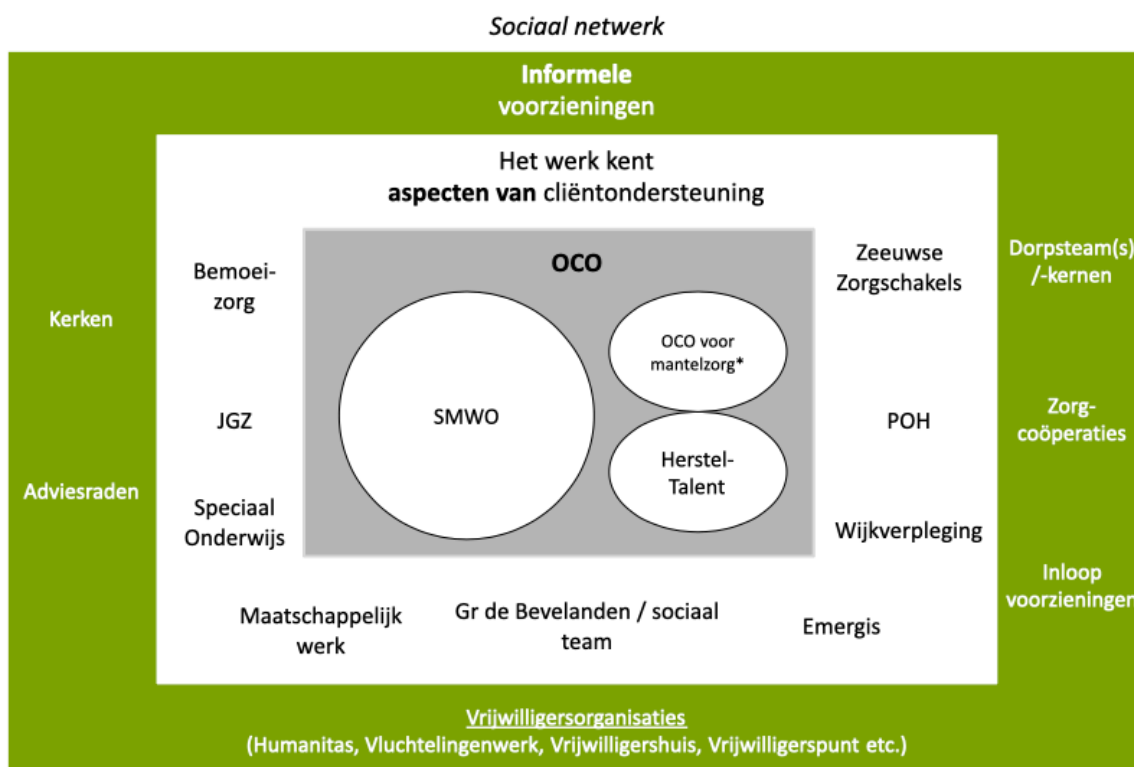 Sociaal netwerk
Informele
voorzieningen
Het werk kent
aspecten van cliëntondersteuning
OCO
Bemoei-
zorg
Zeeuwse
Zorgschakels
Dorpsteam(s)
/-kernen
Kerken
OCO voor
mantelzorg*
JGZ
SMWO
POH
Zorg-
coöperaties
Herstel-
Talent
Adviesraden
Speciaal
Onderwijs
Wijkverpleging
Inloop
voorzieningen
Maatschappelijk
werk
Gr de Bevelanden / sociaal
team
Emergis
Vrijwilligersorganisaties
(Humanitas, Vluchtelingenwerk, Vrijwilligershuis, Vrijwilligerspunt etc.)